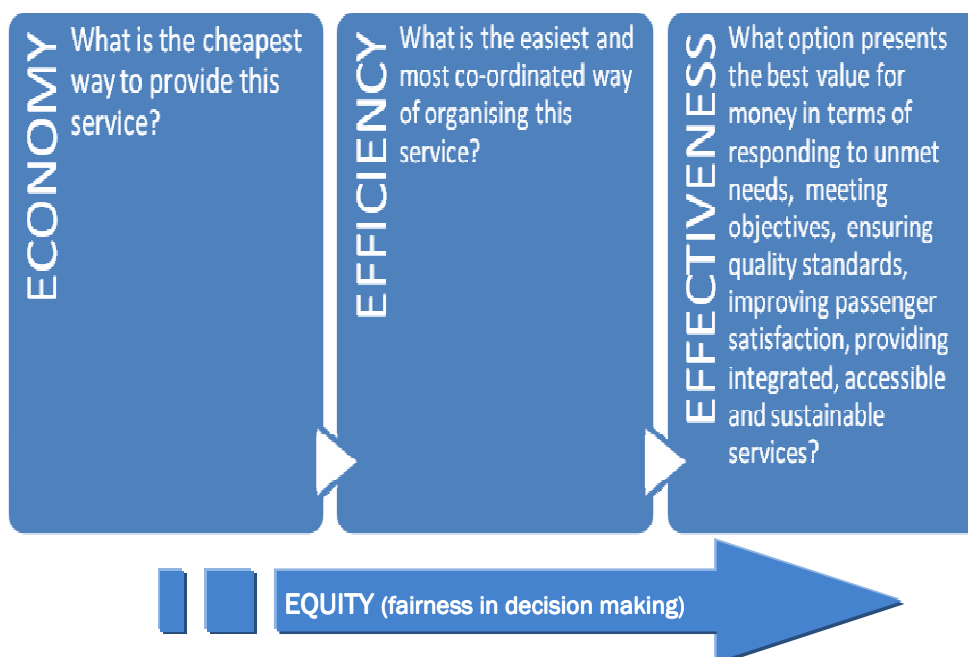 ECONOMY
What is the cheapest
way to provide this
service?
EFFICIENCY
What is the easiest and
most co-ordinated way
of organising this
service?
EFFECTIVENESS
What option presents
the best value for
money in terms of
responding to unmet
needs, meeting
objectives, ensuring
quality standards,
improving passenger
satisfaction, providing
integrated, accessible
and sustainable
services?
EQUITY (fairness in decision making)